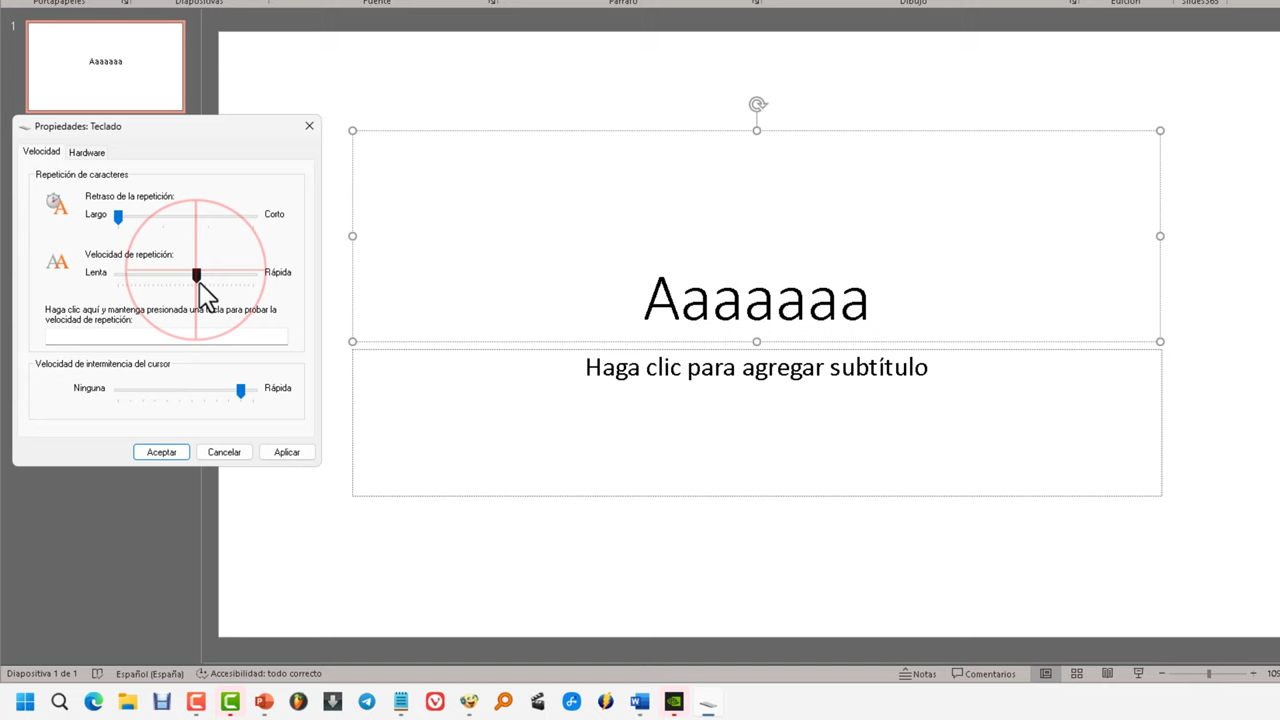 Portapapeles
Diapositivas
Fuente
Párrafo
Dibujo
Edición
Slides365
1
Aaaaaaa
Propiedades: Teclado
Velocidad
Hardware
Repetición de caracteres
Retraso de la repetición:
Largo
Corto
Velocidad de repetición:
Lenta
Rápida
Haga clic aquí y mantenga presionada una tecla para probar la
velocidad de repetición:
Velocidad de intermitencia del cursor
Ninguna
Rápida
Aceptar
Cancelar
Aplicar
Aaaaaaa
Haga clic para agregar subtítulo
Diapositiva 1 de 1
Español (España)
Accesibilidad: todo correcto
Notas
Comentarios